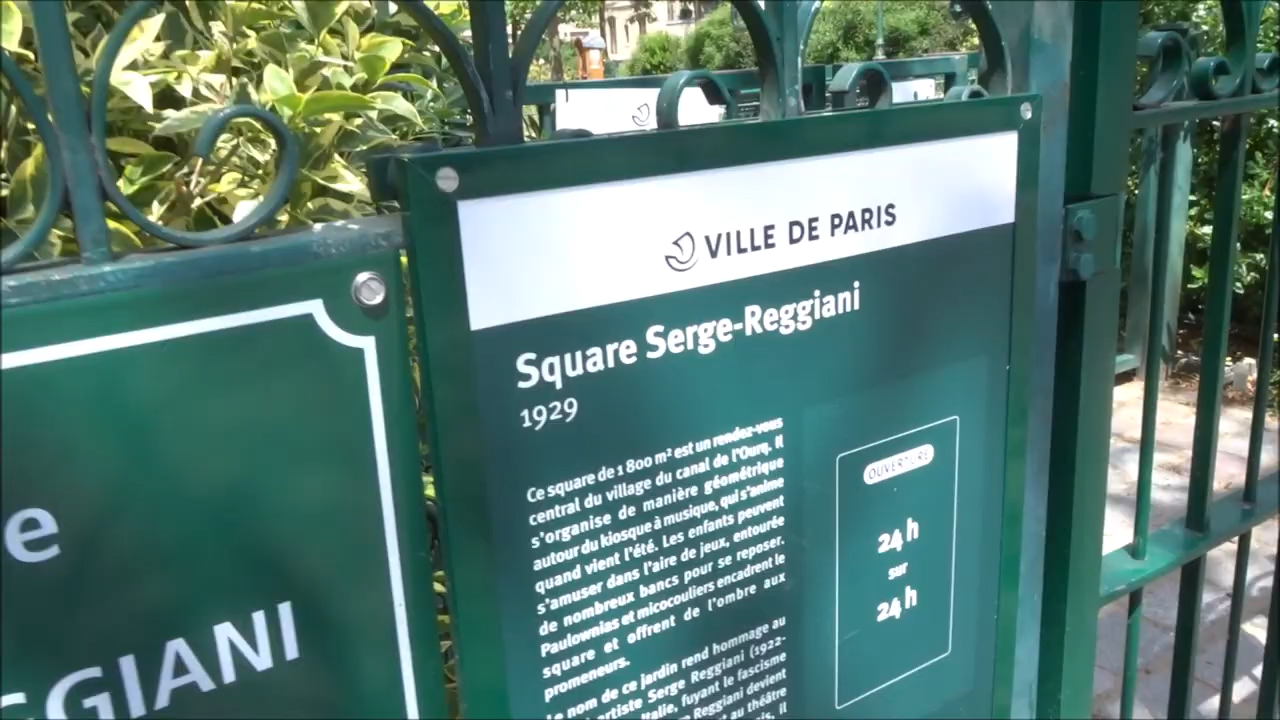 VILLE DE PARIS
Square Serge-Reggiani
1929
Ce square de 1 800 m² est un rendez-vous
central du village du canal de l'Ourq. Il
s'organise de manière géométrique
autour du kiosque à musique, qui s'anime
quand vient l'été. Les enfants peuvent
s'amuser dans l'aire de jeux, entourée
de nombreux bancs pour se reposer.
Paulownias et micocouliers encadrent le
square et offrent de l'ombre aux
promeneurs.
Le nom de ce jardin rend hommage au
artiste Serge Reggiani (1922-
Italie, fuyant le fascisme
Reggiani devient
au théâtre
il
OUVERTURE
24 h
sur
24 h
e
GGIANI